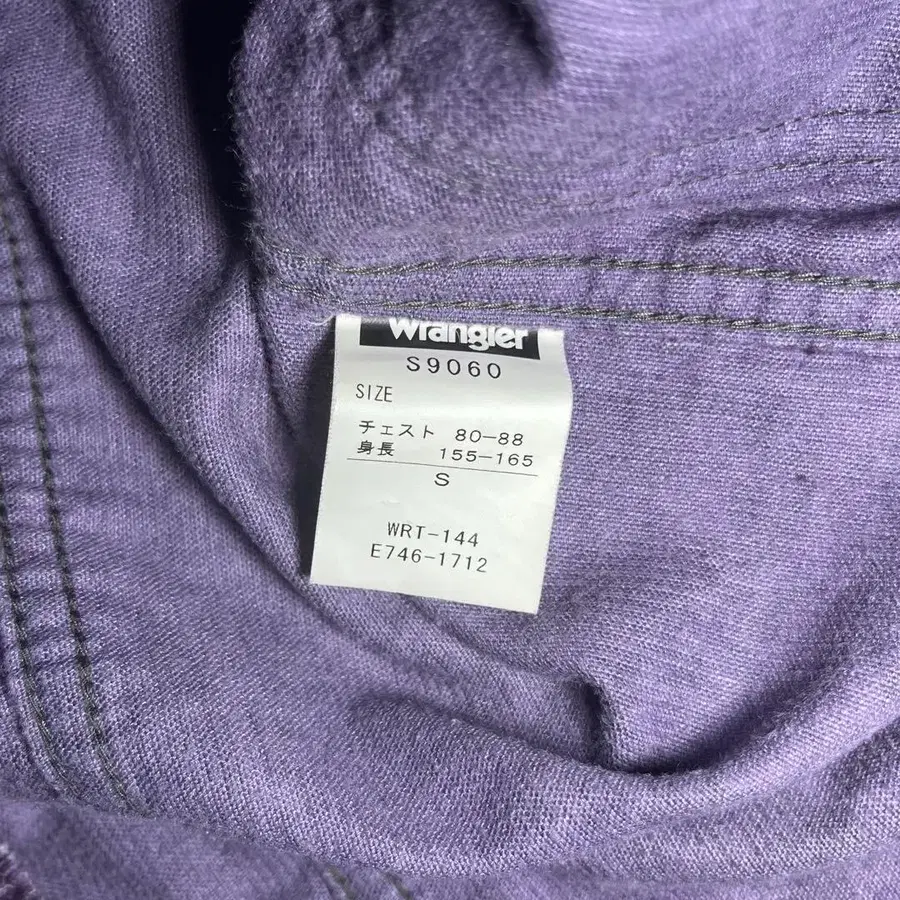 Wrangler
S9060
SIZE
チェスト 80-88
身長 155-165
S
WRT-144
E746-1712